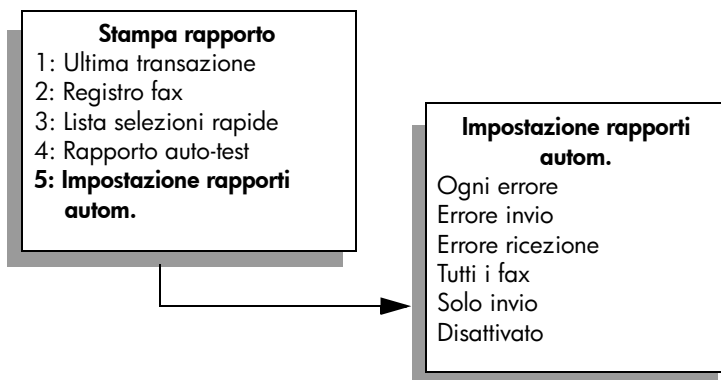 Stampa rapporto
1: Ultima transazione
2: Registro fax
3: Lista selezioni rapide
4: Rapporto auto-test
5: Impostazione rapporti
autom.
Impostazione rapporti
autom.
Ogni errore
Errore invio
Errore ricezione
Tutti i fax
Solo invio
Disattivato